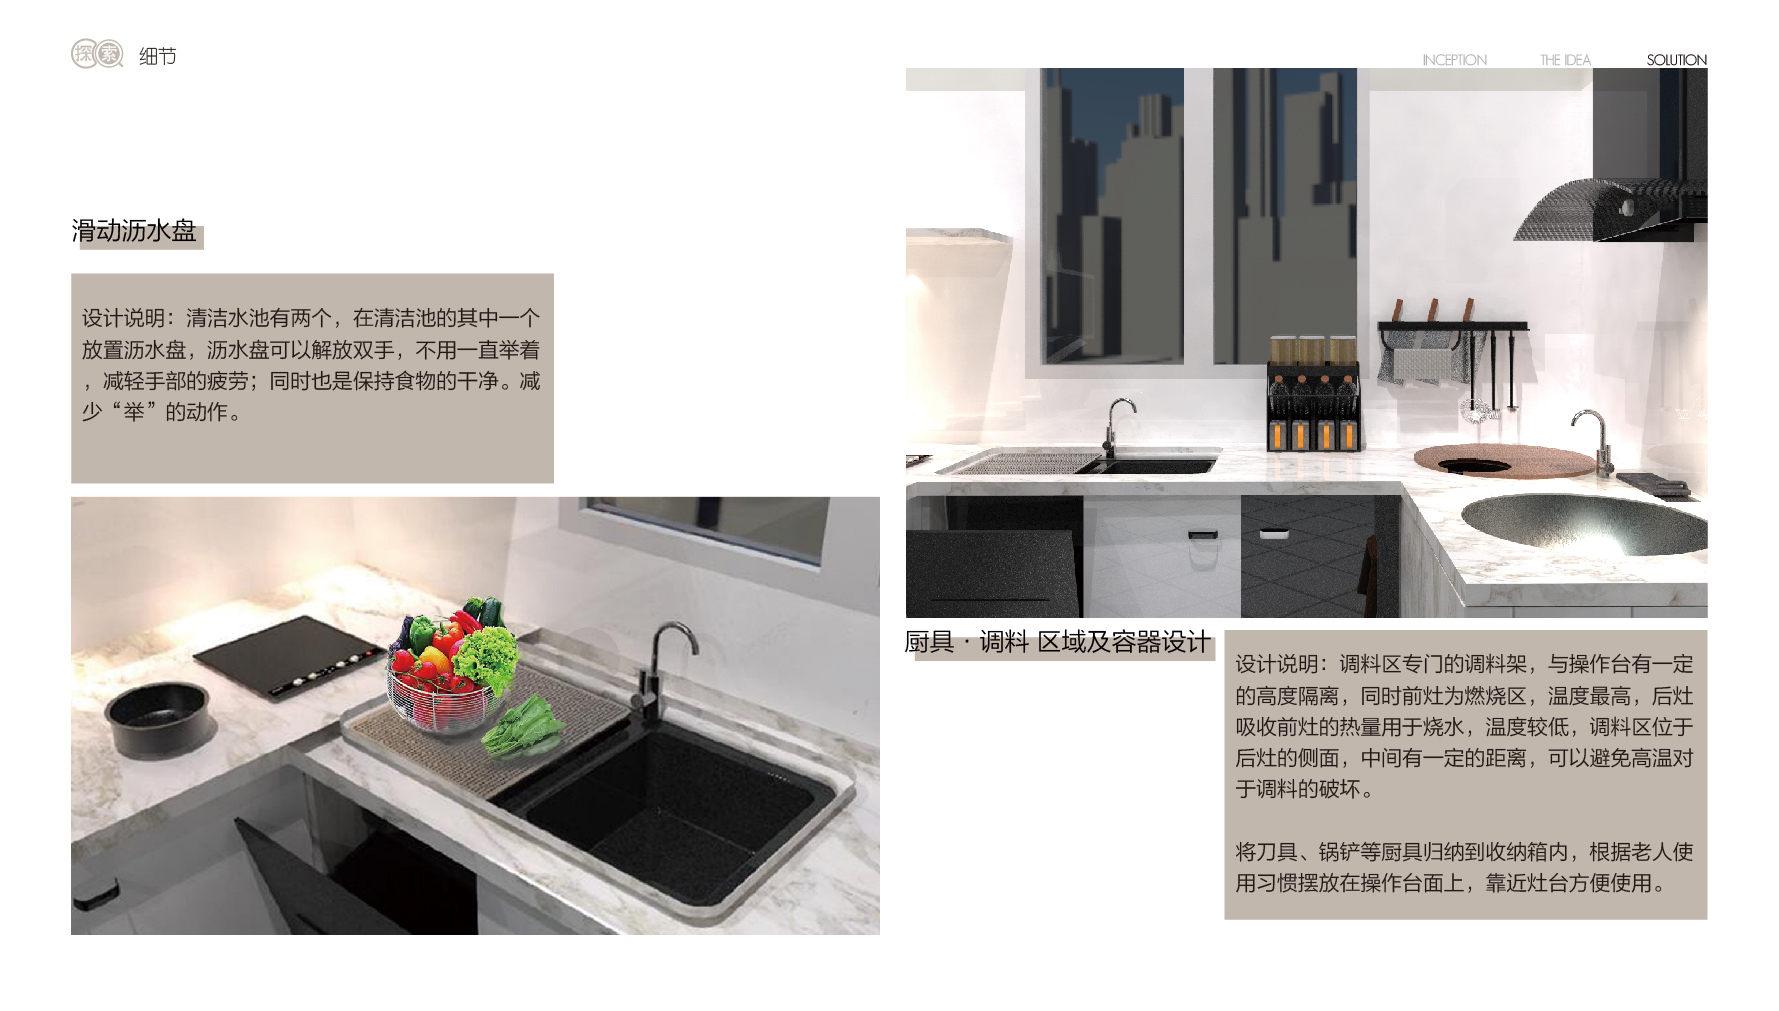 探索 细节
INCEPTION THE IDEA SOLUTION
滑动沥水盘
设计说明：清洁水池有两个，在清洁池的其中一个
放置沥水盘，沥水盘可以解放双手，不用一直举着
，减轻手部的疲劳；同时也是保持食物的干净。减
少“举”的动作。
厨具·调料 区域及容器设计
设计说明：调料区专门的调料架，与操作台有一定
的高度隔离，同时前灶为燃烧区，温度最高，后灶
吸收前灶的热量用于烧水，温度较低，调料区位于
后灶的侧面，中间有一定的距离，可以避免高温对
于调料的破坏。
将刀具、锅铲等厨具归纳到收纳箱内，根据老人使
用习惯摆放在操作台面上，靠近灶台方便使用。